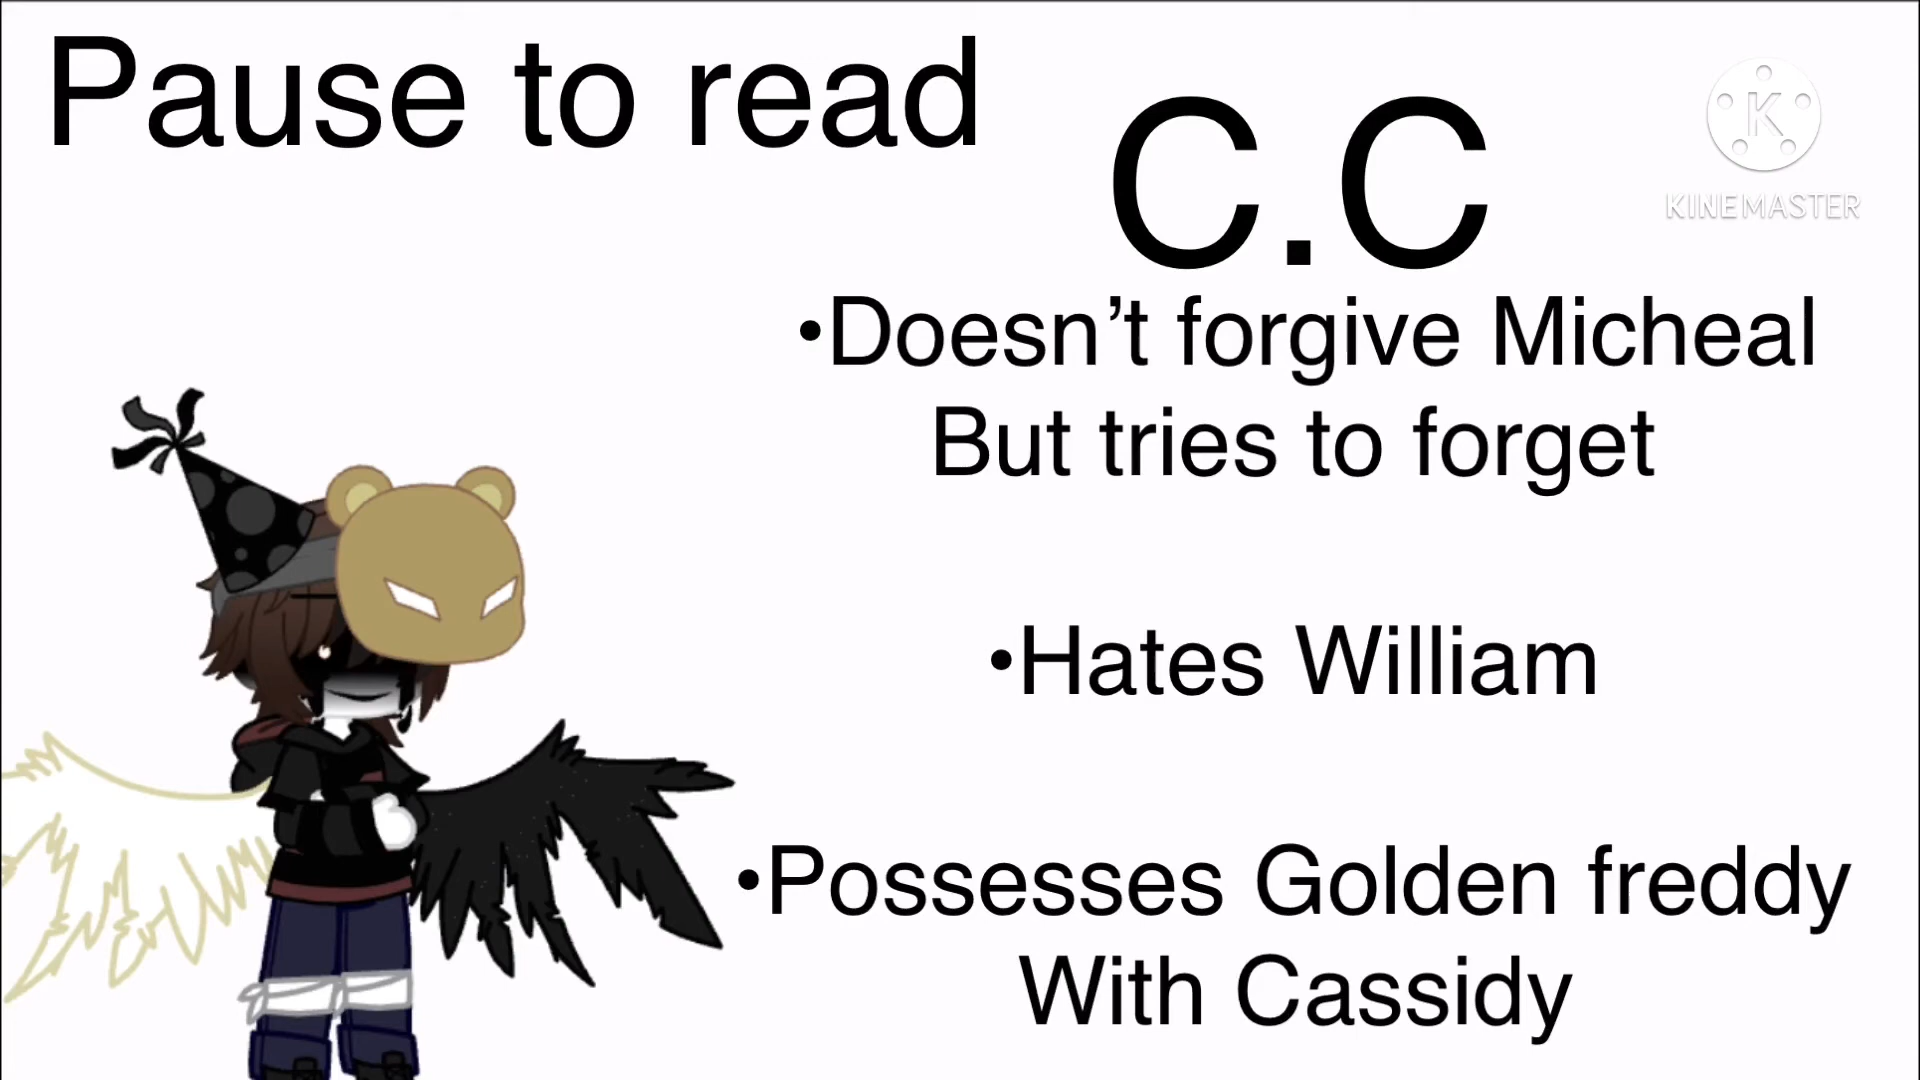 Pause to read
C.C
K
KINEMASTER
•Doesn’t forgive Micheal
But tries to forget
•Hates William
•Possesses Golden freddy
With Cassidy